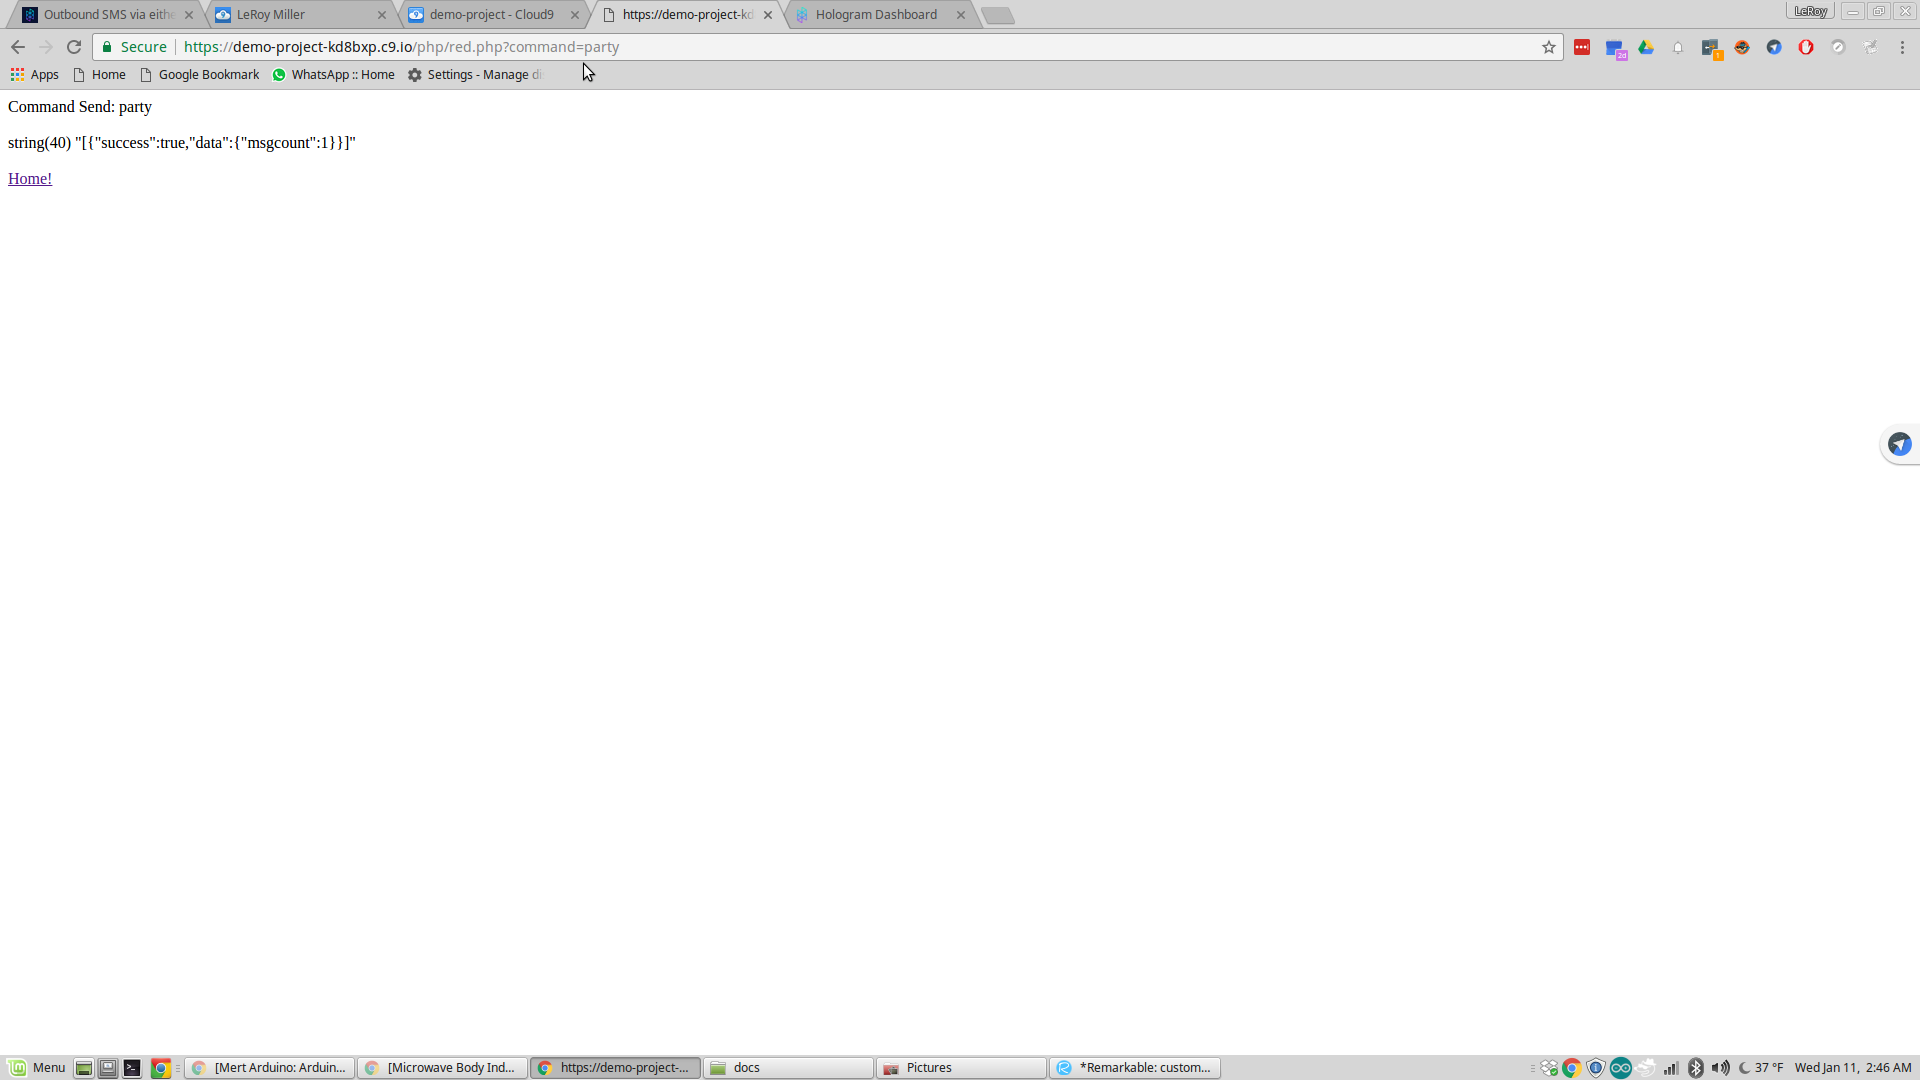 Outbound SMS via eithe
LeRoy Miller
demo-project - Cloud9
https://demo-project-kd
Hologram Dashboard
LeRoy
Secure
https://demo-project-kd8bxp.c9.io/php/red.php?command=party
Apps
Home
Google Bookmark
WhatsApp :: Home
Settings - Manage di
Command Send: party
string(40) "[{"success":true,"data":{"msgcount":1}}]"
Home!
Menu
[Mert Arduino: Arduin...
[Microwave Body Ind...
https://demo-project-...
docs
Pictures
*Remarkable: custom...
37 °F
Wed Jan 11, 2:46 AM